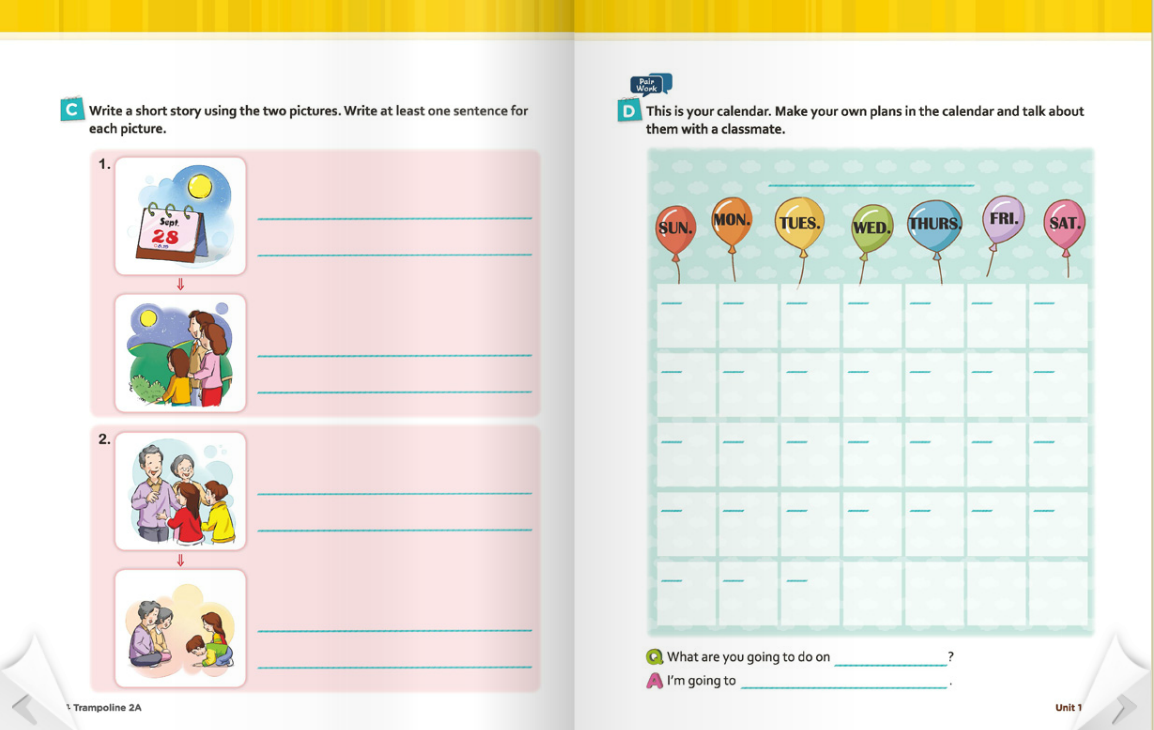 C Write a short story using the two pictures. Write at least one sentence for
each picture.
1.
Sept
28
2.
Trampoline 2A
Pair
Work
D This is your calendar. Make your own plans in the calendar and talk about
them with a classmate.
SUN. MON. TUES. WED. THURS. FRI. SAT.
Q What are you going to do on ?
A I'm going to .
Unit 1